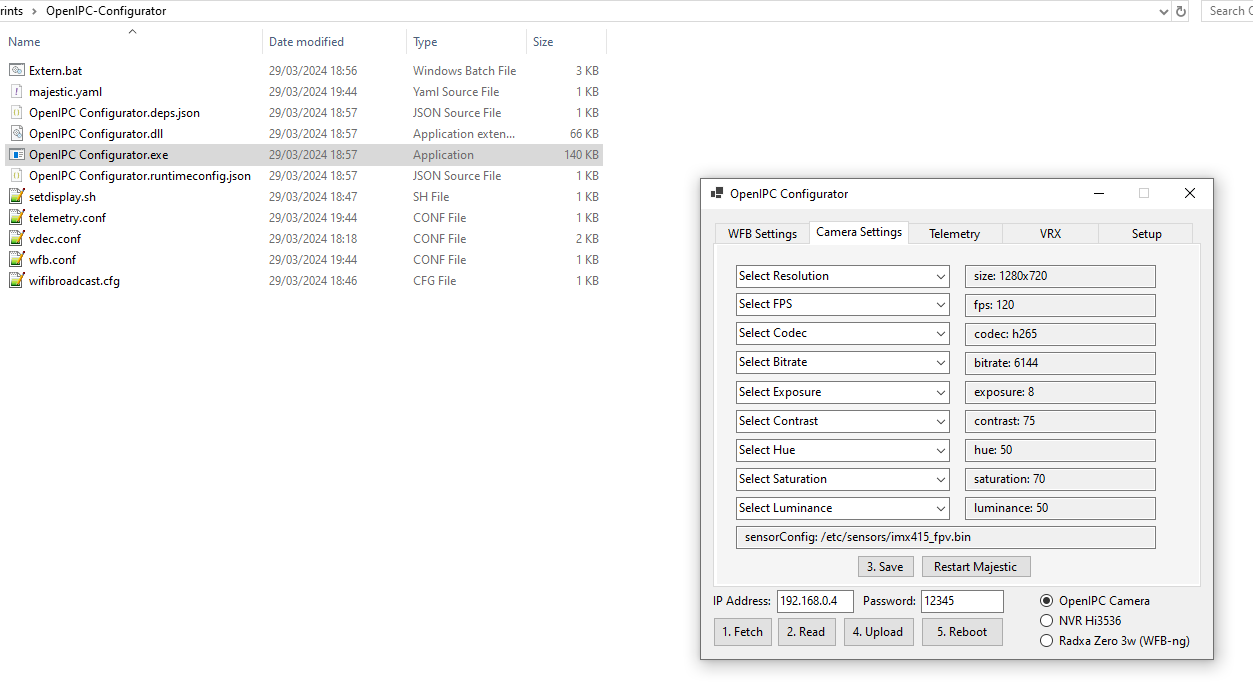 rints > OpenIPC-Configurator
Search
Name Date modified Type Size
Extern.bat 29/03/2024 18:56 Windows Batch File 3 KB
majestic.yaml 29/03/2024 19:44 Yaml Source File 1 KB
OpenIPC Configurator.deps.json 29/03/2024 18:57 JSON Source File 1 KB
OpenIPC Configurator.dll 29/03/2024 18:57 Application exten... 66 KB
OpenIPC Configurator.exe 29/03/2024 18:57 Application 140 KB
OpenIPC Configurator.runtimeconfig.json 29/03/2024 18:57 JSON Source File 1 KB
setdisplay.sh 29/03/2024 18:47 SH File 1 KB
telemetry.conf 29/03/2024 19:44 CONF File 1 KB
vdec.conf 29/03/2024 18:18 CONF File 2 KB
wfb.conf 29/03/2024 19:44 CONF File 1 KB
wifibroadcast.cfg 29/03/2024 18:46 CFG File 1 KB
OpenIPC Configurator
WFB Settings Camera Settings Telemetry VRX Setup
Select Resolution size: 1280x720
Select FPS fps: 120
Select Codec codec: h265
Select Bitrate bitrate: 6144
Select Exposure exposure: 8
Select Contrast contrast: 75
Select Hue hue: 50
Select Saturation saturation: 70
Select Luminance luminance: 50
sensorConfig: /etc/sensors/imx415_fpv.bin
3. Save Restart Majestic
IP Address: 192.168.0.4 Password: 12345 OpenIPC Camera
NVR Hi3536
1. Fetch 2. Read 4. Upload 5. Reboot
Radxa Zero 3w (WFB-ng)